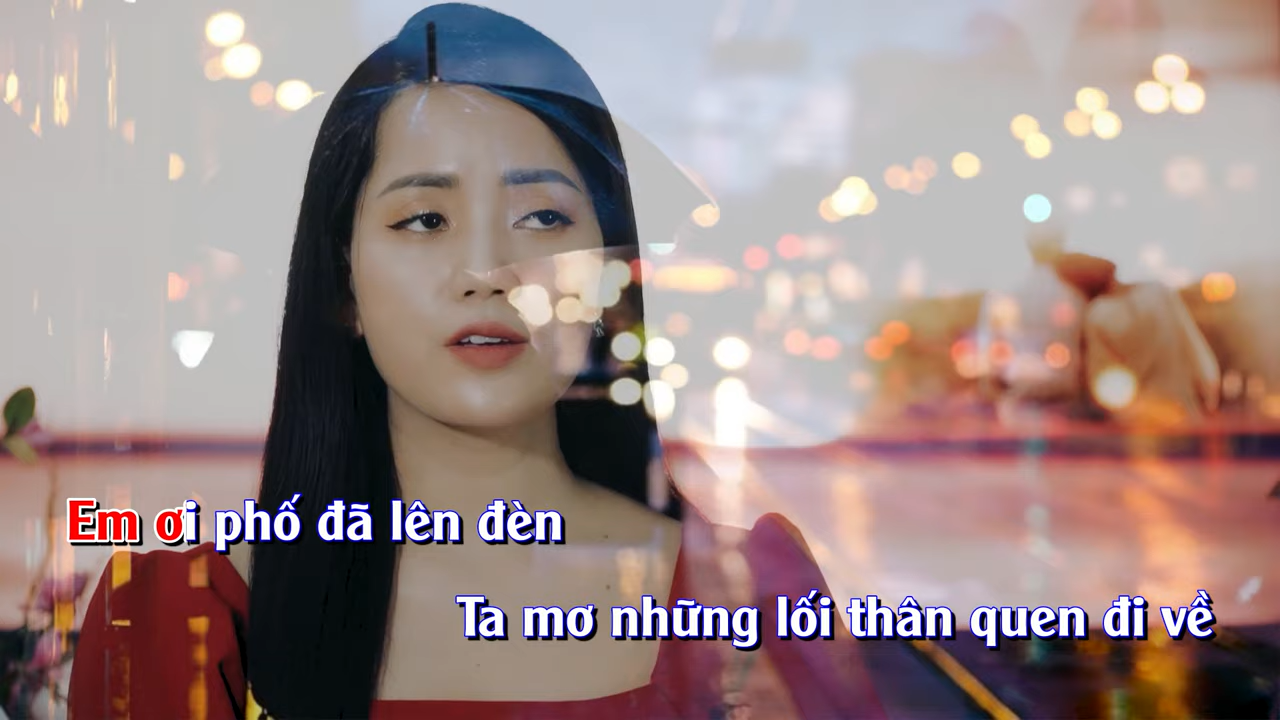 Em ơi phố đã lên đèn
Ta mơ những lối thân quen đi về